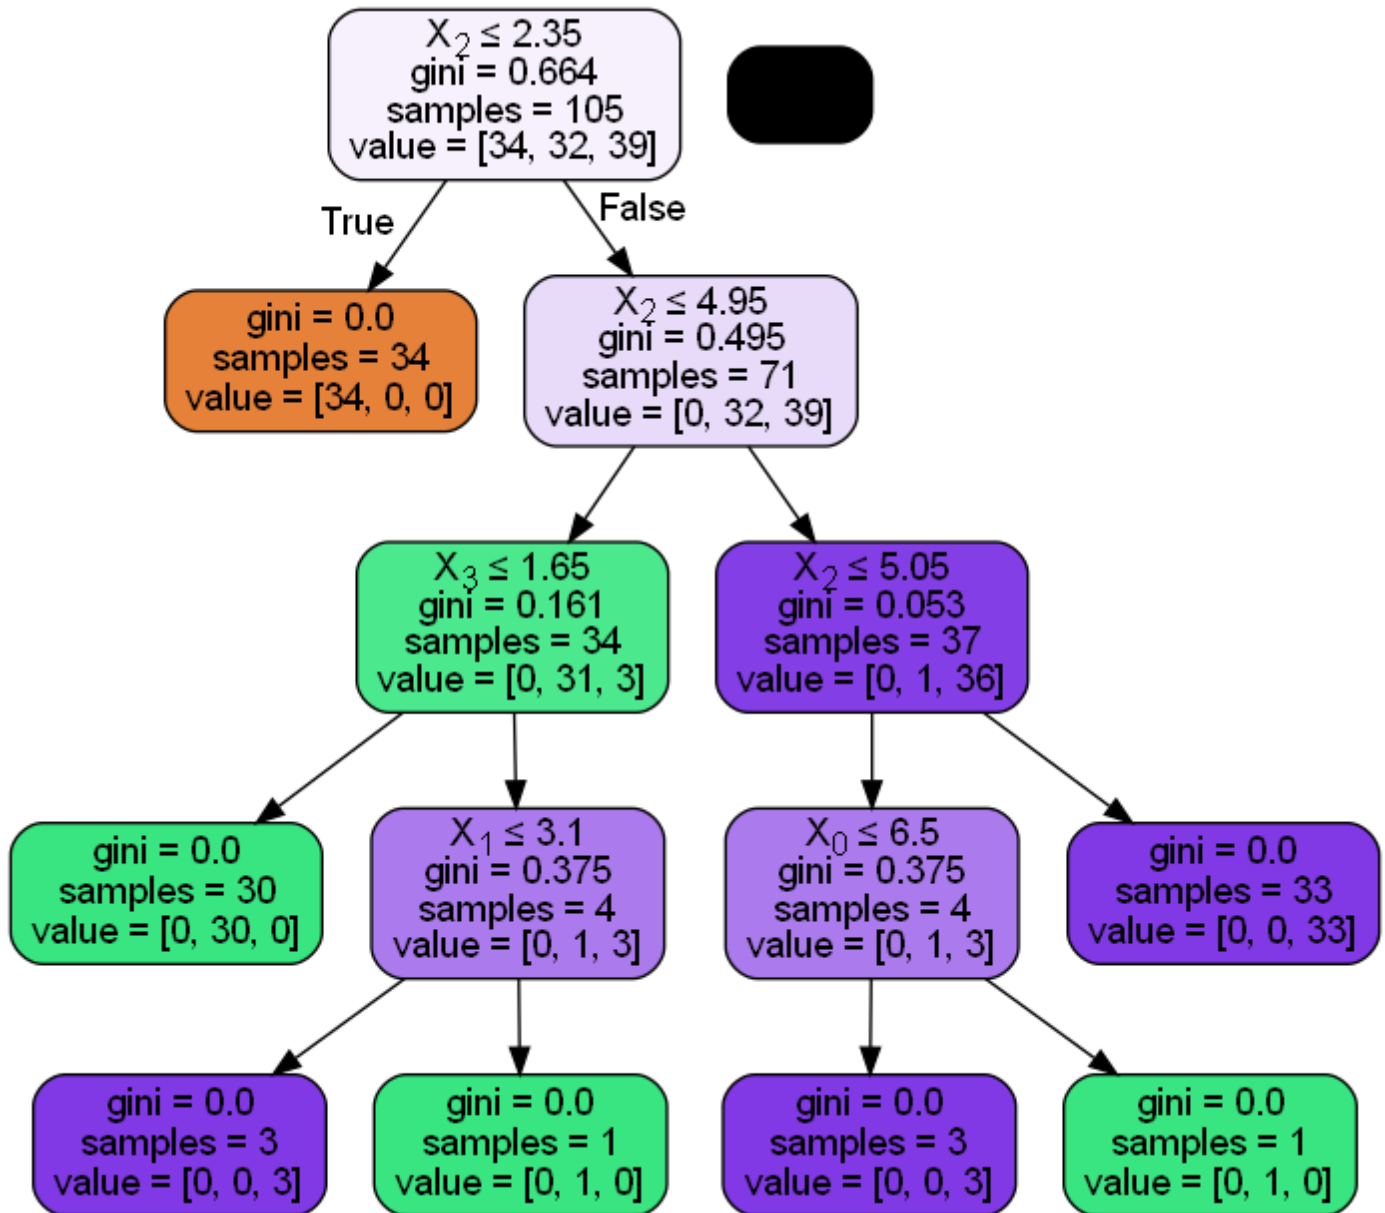 X₂ ≤ 2.35
gini = 0.664
samples = 105
value = [34, 32, 39]
True
False
gini = 0.0
samples = 34
value = [34, 0, 0]
X₂ ≤ 4.95
gini = 0.495
samples = 71
value = [0, 32, 39]
X₃ ≤ 1.65
gini = 0.161
samples = 34
value = [0, 31, 3]
X₂ ≤ 5.05
gini = 0.053
samples = 37
value = [0, 1, 36]
gini = 0.0
samples = 30
value = [0, 30, 0]
X₁ ≤ 3.1
gini = 0.375
samples = 4
value = [0, 1, 3]
X₀ ≤ 6.5
gini = 0.375
samples = 4
value = [0, 1, 3]
gini = 0.0
samples = 33
value = [0, 0, 33]
gini = 0.0
samples = 3
value = [0, 0, 3]
gini = 0.0
samples = 1
value = [0, 1, 0]
gini = 0.0
samples = 3
value = [0, 0, 3]
gini = 0.0
samples = 1
value = [0, 1, 0]